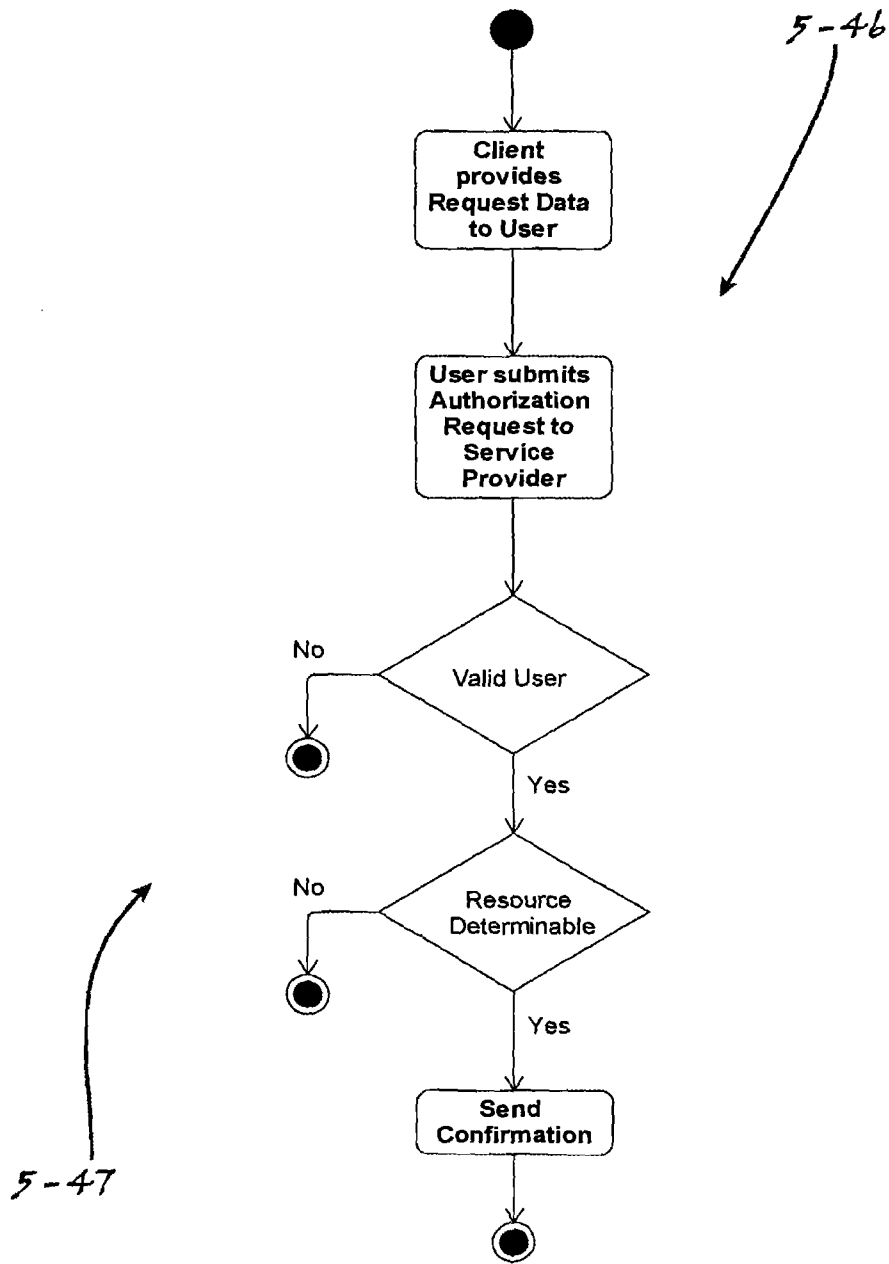 5-46
Client
provides
Request Data
to User
User submits
Authorization
Request to
Service
Provider
No
Valid User
Yes
No
Resource
Determinable
Yes
Send
Confirmation
5-47